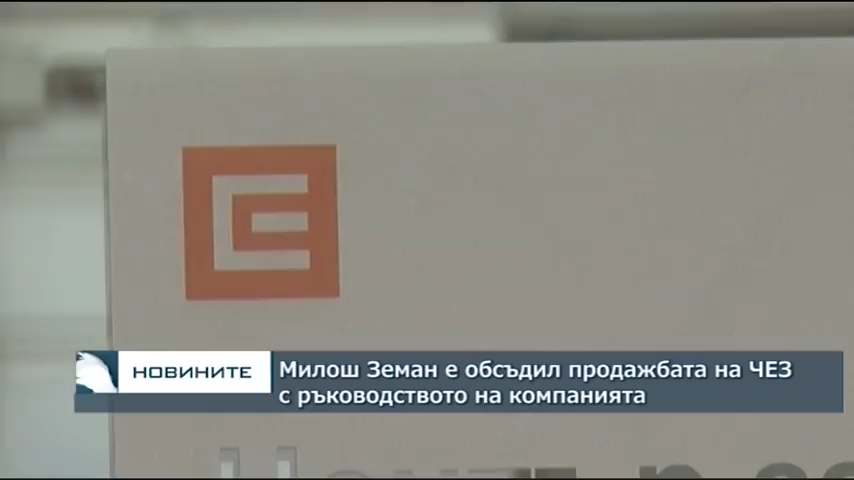 НОВИНИТЕ
Милош Земан е обсъдил продажбата на ЧЕЗ
с ръководството на компанията